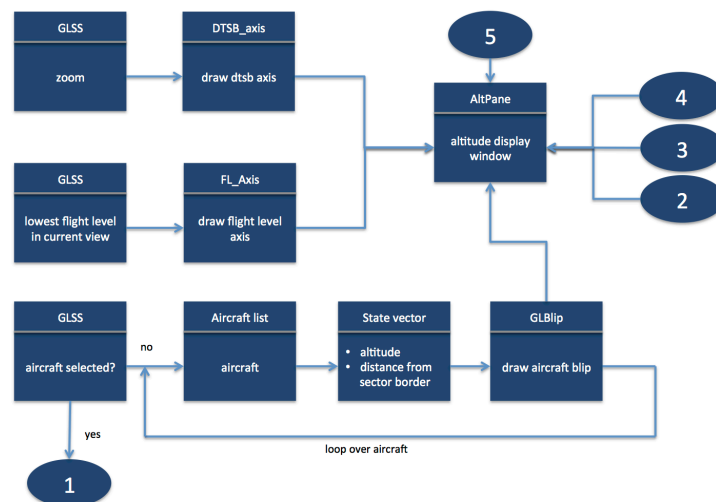 GLSS
zoom
DTSB_axis
draw dtsb axis
5
AltPane
altitude display
window
4
3
2
GLSS
lowest flight level
in current view
FL_Axis
draw flight level
axis
GLSS
aircraft selected?
no
Aircraft list
aircraft
State vector
• altitude
• distance from
sector border
GLBlip
draw aircraft blip
yes
loop over aircraft
1